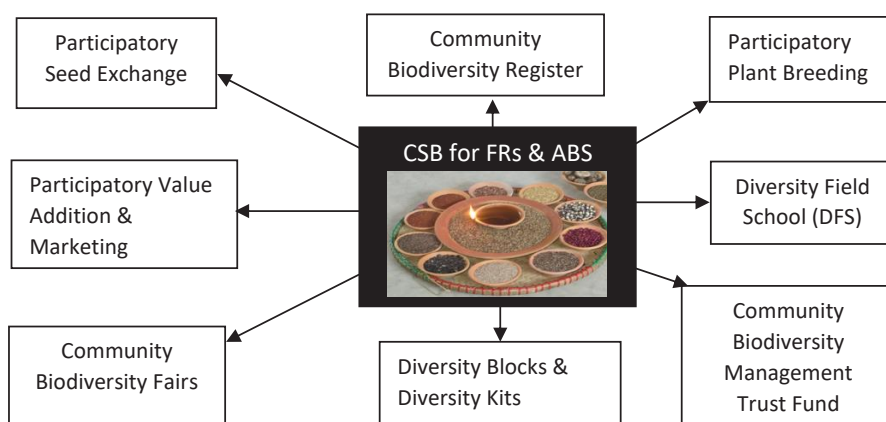 Participatory
Seed Exchange
Community
Biodiversity Register
Participatory
Plant Breeding
CSB for FRs & ABS
Participatory Value
Addition &
Marketing
Diversity Field
School (DFS)
Community
Biodiversity Fairs
Diversity Blocks &
Diversity Kits
Community
Biodiversity
Management
Trust Fund